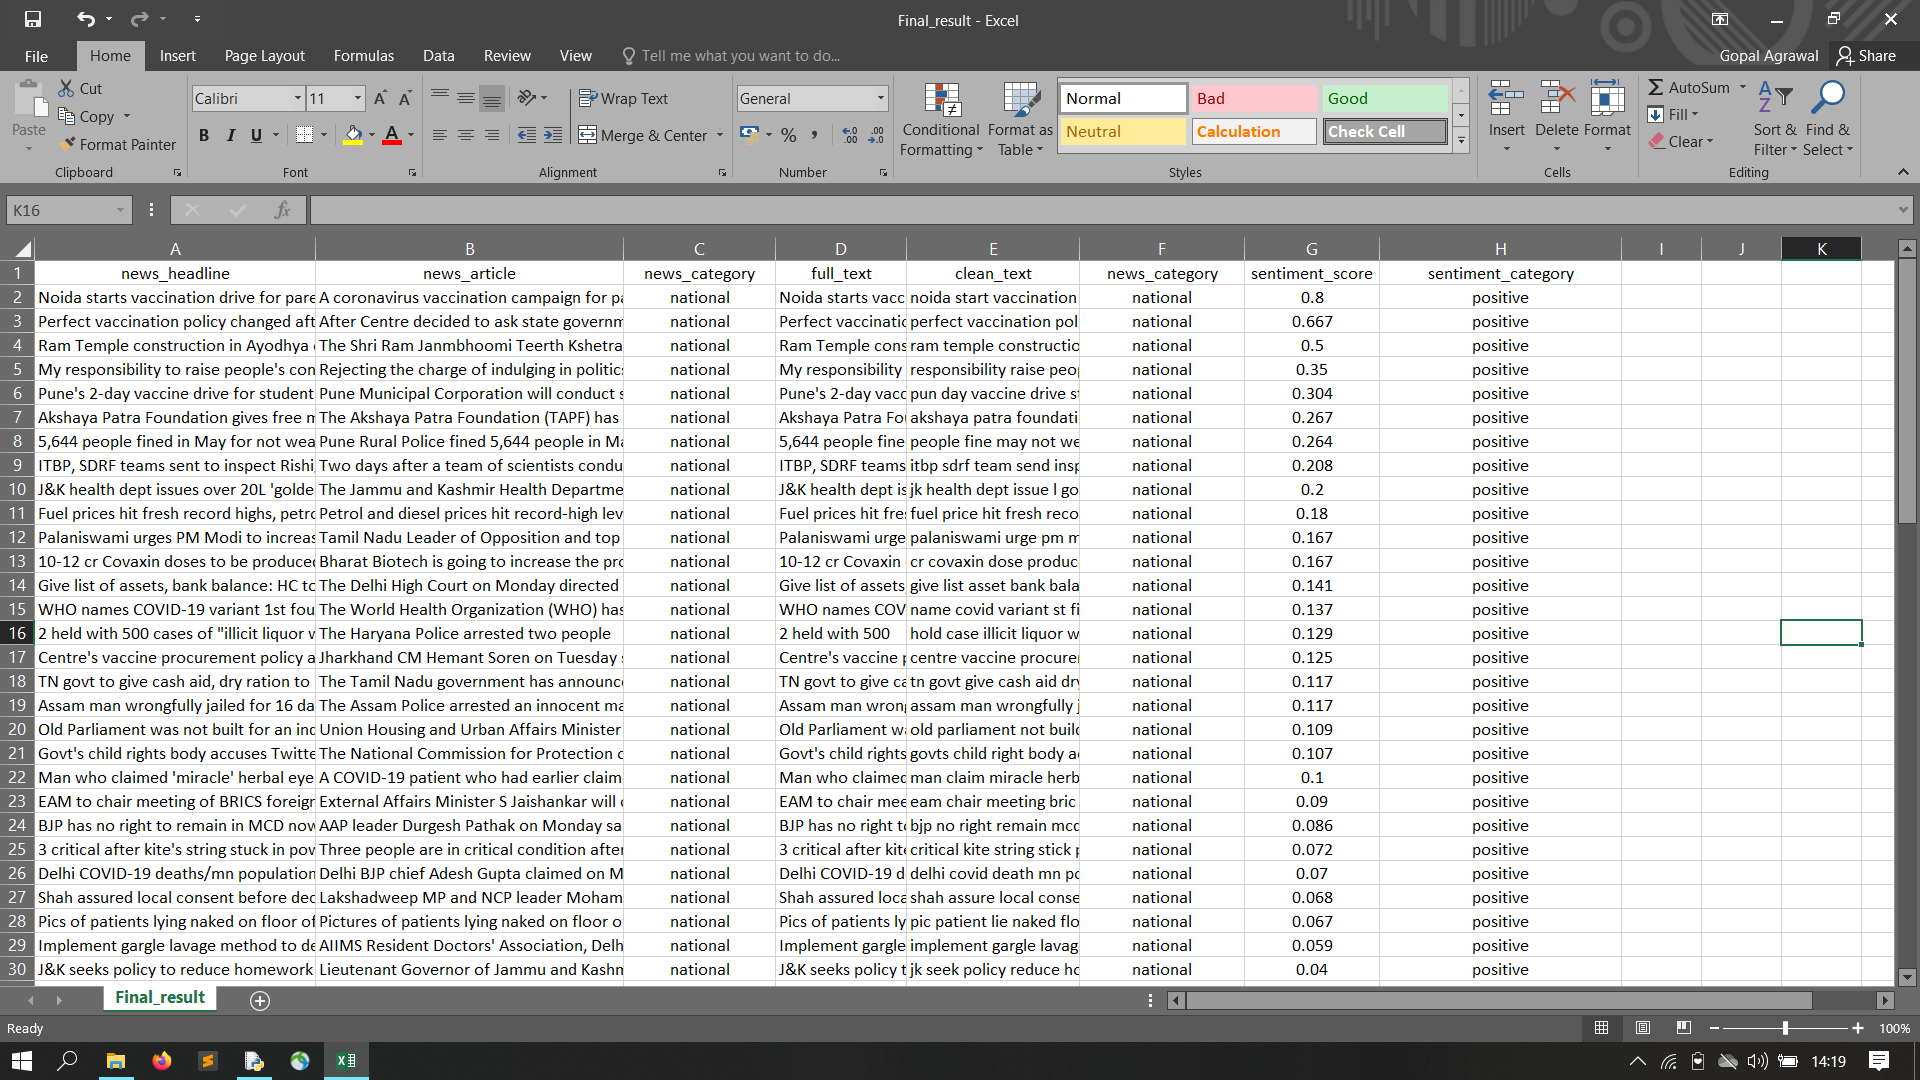 Final_result - Excel
File Home Insert Page Layout Formulas Data Review View Tell me what you want to do... Gopal Agrawal Share
Paste Cut Copy Format Painter Clipboard
Calibri 11 A A B I U A Font
Wrap Text Merge & Center Alignment
General % , .00 Number
Conditional Formatting Format as Table Normal Bad Good Neutral Calculation Check Cell Styles
Insert Delete Format Cells
AutoSum Fill Clear Sort & Filter Find & Select Editing
K16 fx
A B C D E F G H I J K
1 news_headline news_article news_category full_text clean_text news_category sentiment_score sentiment_category
2 Noida starts vaccination drive for pare A coronavirus vaccination campaign for pa national Noida starts vacc noida start vaccination national 0.8 positive
3 Perfect vaccination policy changed aft After Centre decided to ask state governm national Perfect vaccinatic perfect vaccination pol national 0.667 positive
4 Ram Temple construction in Ayodhya The Shri Ram Janmbhoomi Teerth Kshetra national Ram Temple cons ram temple constructio national 0.5 positive
5 My responsibility to raise people's con Rejecting the charge of indulging in politics national My responsibility responsibility raise peo national 0.35 positive
6 Pune's 2-day vaccine drive for student Pune Municipal Corporation will conduct s national Pune's 2-day vacc pun day vaccine drive s national 0.304 positive
7 Akshaya Patra Foundation gives free m The Akshaya Patra Foundation (TAPF) has national Akshaya Patra Fo akshaya patra foundati national 0.267 positive
8 5,644 people fined in May for not wea Pune Rural Police fined 5,644 people in Ma national 5,644 people fine people fine may not we national 0.264 positive
9 ITBP, SDRF teams sent to inspect Rishi Two days after a team of scientists condu national ITBP, SDRF teams itbp sdrf team send insp national 0.208 positive
10 J&K health dept issues over 20L 'golde The Jammu and Kashmir Health Departme national J&K health dept is jk health dept issue l go national 0.2 positive
11 Fuel prices hit fresh record highs, petro Petrol and diesel prices hit record-high lev national Fuel prices hit fre fuel price hit fresh reco national 0.18 positive
12 Palaniswami urges PM Modi to increas Tamil Nadu Leader of Opposition and top national Palaniswami urge palaniswami urge pm m national 0.167 positive
13 10-12 cr Covaxin doses to be produced Bharat Biotech is going to increase the pro national 10-12 cr Covaxin cr covaxin dose produc national 0.167 positive
14 Give list of assets, bank balance: HC to The Delhi High Court on Monday directed national Give list of assets give list asset bank bala national 0.141 positive
15 WHO names COVID-19 variant 1st fou The World Health Organization (WHO) has national WHO names COV name covid variant st fi national 0.137 positive
16 2 held with 500 cases of "illicit liquor w The Haryana Police arrested two people national 2 held with 500 hold case illicit liquor w national 0.129 positive
17 Centre's vaccine procurement policy a Jharkhand CM Hemant Soren on Tuesday national Centre's vaccine centre vaccine procure national 0.125 positive
18 TN govt to give cash aid, dry ration to The Tamil Nadu government has announc national TN govt to give ca tn govt give cash aid dry national 0.117 positive
19 Assam man wrongfully jailed for 16 da The Assam Police arrested an innocent ma national Assam man wron assam man wrongfully j national 0.117 positive
20 Old Parliament was not built for an inc Union Housing and Urban Affairs Minister national Old Parliament w old parliament not build national 0.109 positive
21 Govt's child rights body accuses Twitte The National Commission for Protection o national Govt's child rights govts child right body a national 0.107 positive
22 Man who claimed 'miracle' herbal eye A COVID-19 patient who had earlier claim national Man who claimed man claim miracle herb national 0.1 positive
23 EAM to chair meeting of BRICS foreign External Affairs Minister S Jaishankar will national EAM to chair mee eam chair meeting bric national 0.09 positive
24 BJP has no right to remain in MCD now AAP leader Durgesh Pathak on Monday sa national BJP has no right t bjp no right remain mcd national 0.086 positive
25 3 critical after kite's string stuck in pow Three people are in critical condition after national 3 critical after kit critical kite string stick p national 0.072 positive
26 Delhi COVID-19 deaths/mn population Delhi BJP chief Adesh Gupta claimed on M national Delhi COVID-19 d delhi covid death mn po national 0.07 positive
27 Shah assured local consent before dec Lakshadweep MP and NCP leader Moham national Shah assured loca shah assure local conse national 0.068 positive
28 Pics of patients lying naked on floor of Pictures of patients lying naked on floor o national Pics of patients ly pic patient lie naked flo national 0.067 positive
29 Implement gargle lavage method to de AIIMS Resident Doctors' Association, Delh national Implement gargle implement gargle lavag national 0.059 positive
30 J&K seeks policy to reduce homework Lieutenant Governor of Jammu and Kashm national J&K seeks policy t jk seek policy reduce ho national 0.04 positive
Final_result
Ready 100%
14:19